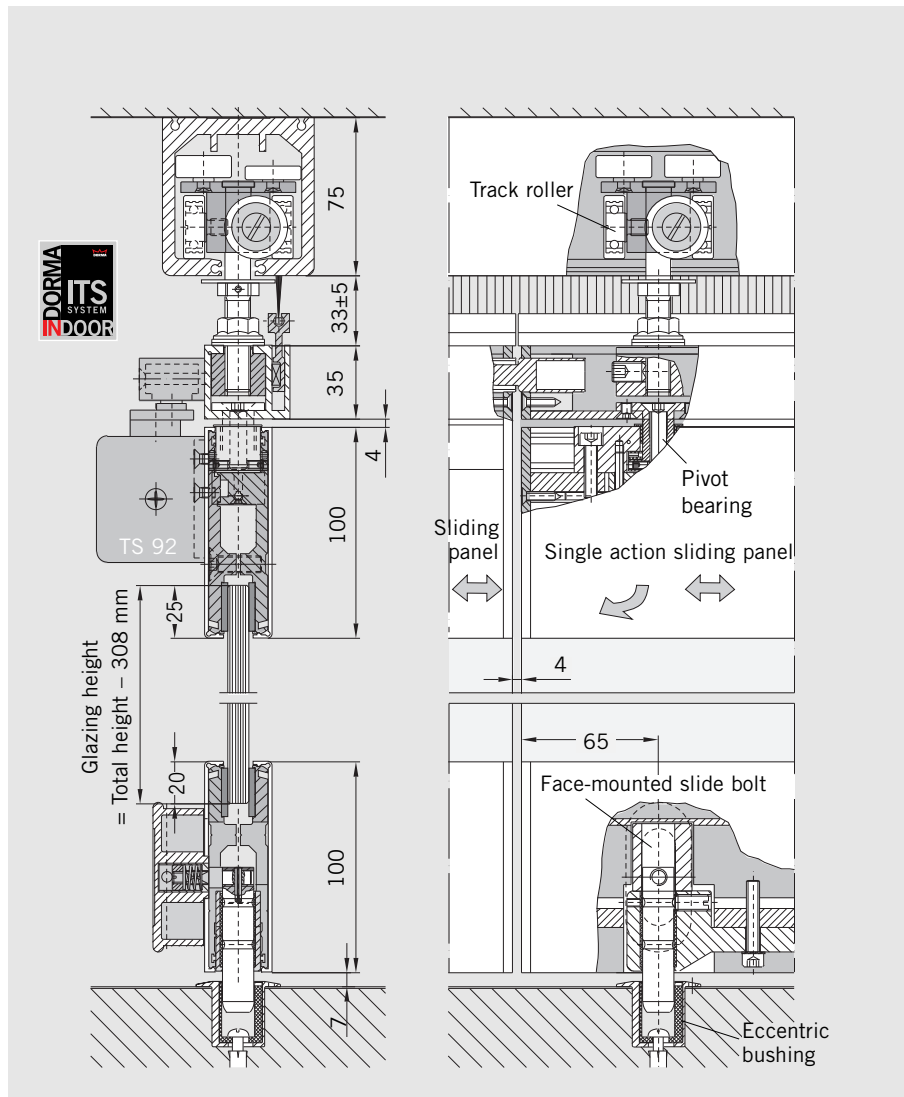 Track roller
75
DORMA
DORMA
ITS
SYSTEM
INDOOR
33±5
35
4
TS 92
100
Pivot
bearing
Sliding
panel
Single action sliding panel
25
Glazing height
= Total height – 308 mm
4
65
20
Face-mounted slide bolt
100
7
Eccentric
bushing